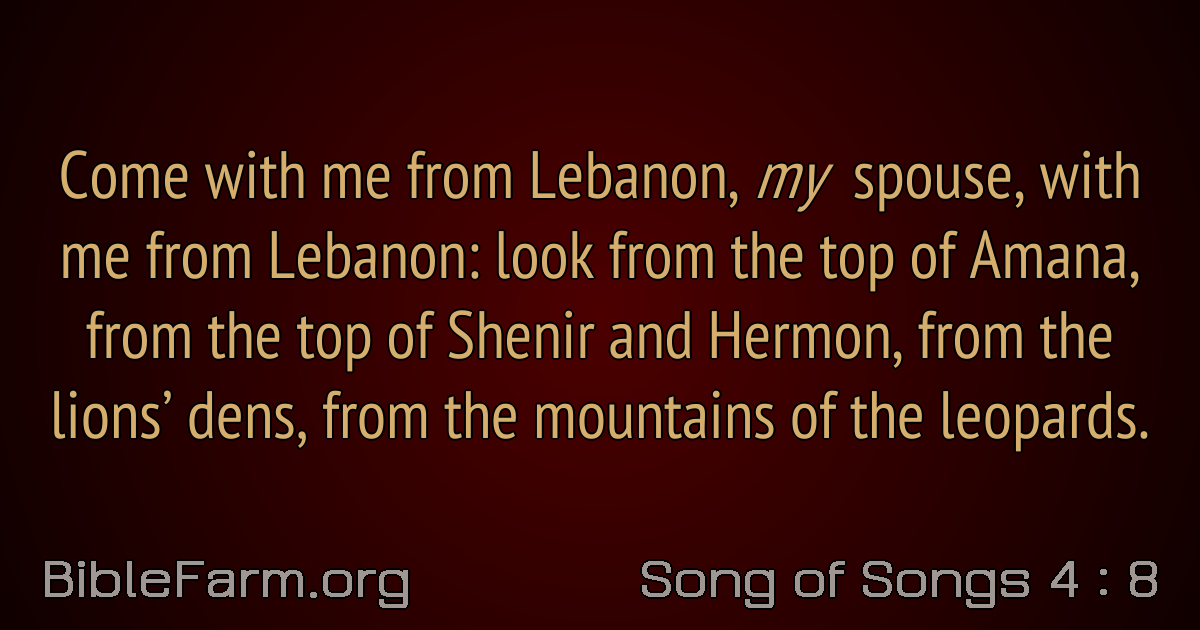 Come with me from Lebanon, my spouse, with
me from Lebanon: look from the top of Amana,
from the top of Shenir and Hermon, from the
lions’ dens, from the mountains of the leopards.
BibleFarm.org
Song of Songs 4 : 8